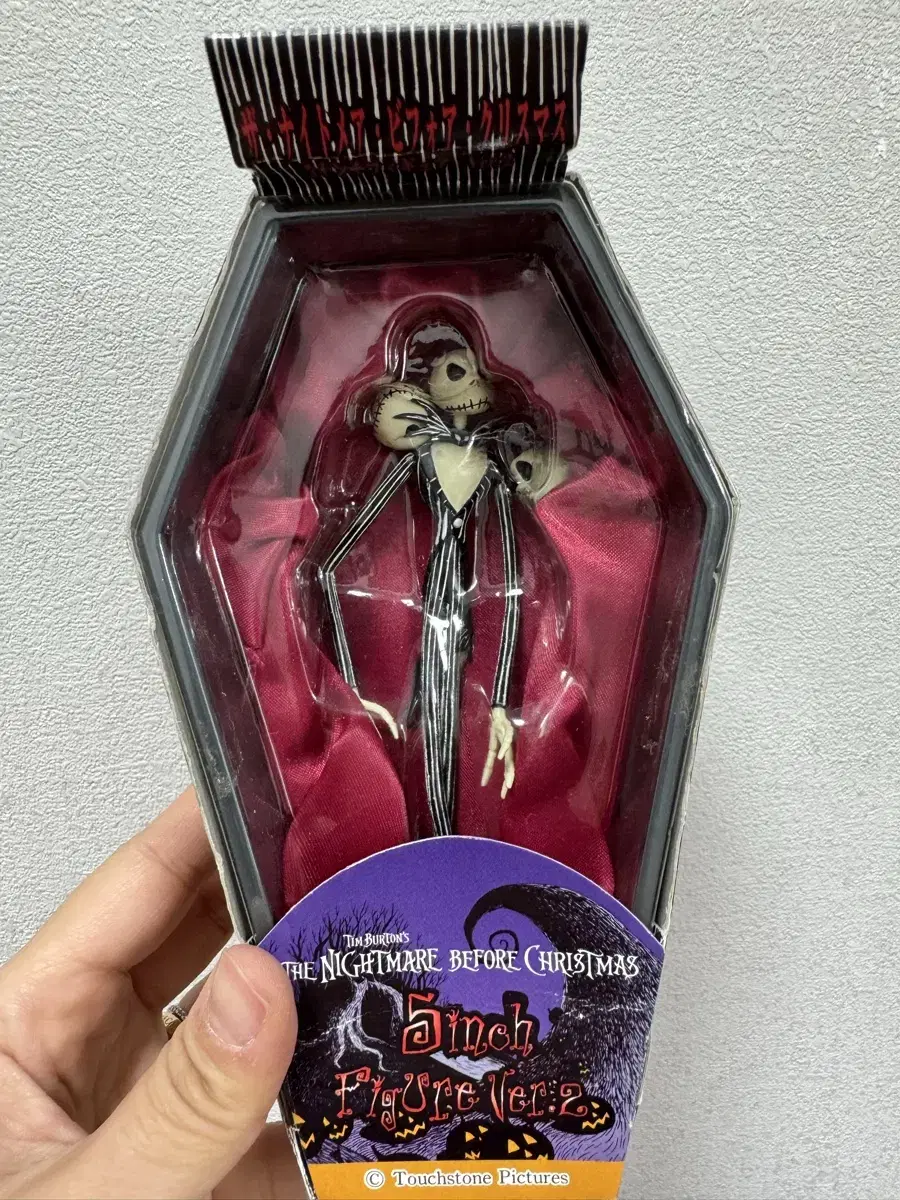 ザ・ナイトメア・ビフォア・クリスマス
TIM BURTON'S
THE NIGHTMARE BEFORE CHRISTMAS
5inch
Figure Ver.2
© Touchstone Pictures